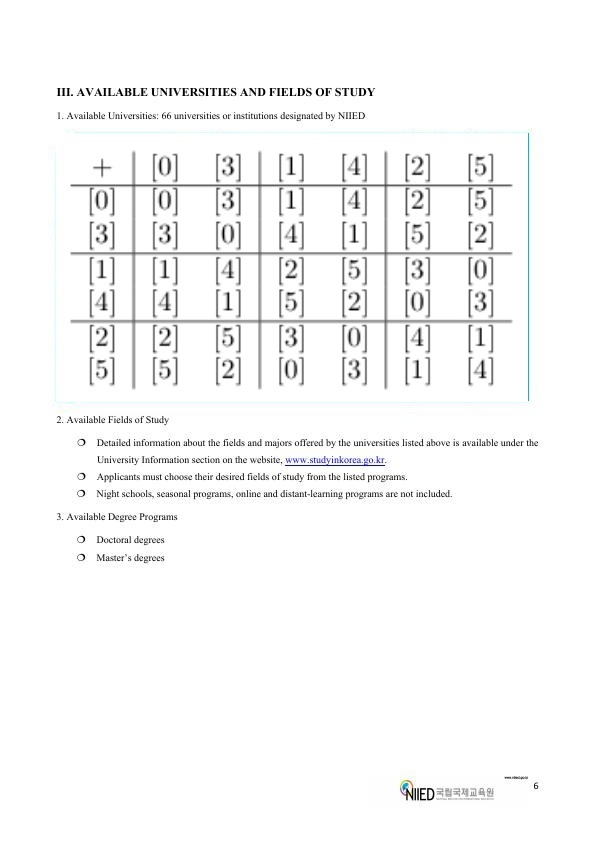 III. AVAILABLE UNIVERSITIES AND FIELDS OF STUDY
1. Available Universities: 66 universities or institutions designated by NIIED
+ [0] [3] [1] [4] [2] [5]
[0] [0] [3] [1] [4] [2] [5]
[3] [3] [0] [4] [1] [5] [2]
[1] [1] [4] [2] [5] [3] [0]
[4] [4] [1] [5] [2] [0] [3]
[2] [2] [5] [3] [0] [4] [1]
[5] [5] [2] [0] [3] [1] [4]
2. Available Fields of Study
❍ Detailed information about the fields and majors offered by the universities listed above is available under the
University Information section on the website, www.studyinkorea.go.kr.
❍ Applicants must choose their desired fields of study from the listed programs.
❍ Night schools, seasonal programs, online and distant-learning programs are not included.
3. Available Degree Programs
❍ Doctoral degrees
❍ Master’s degrees
www.niied.go.kr
6
NIIED 국립국제교육원